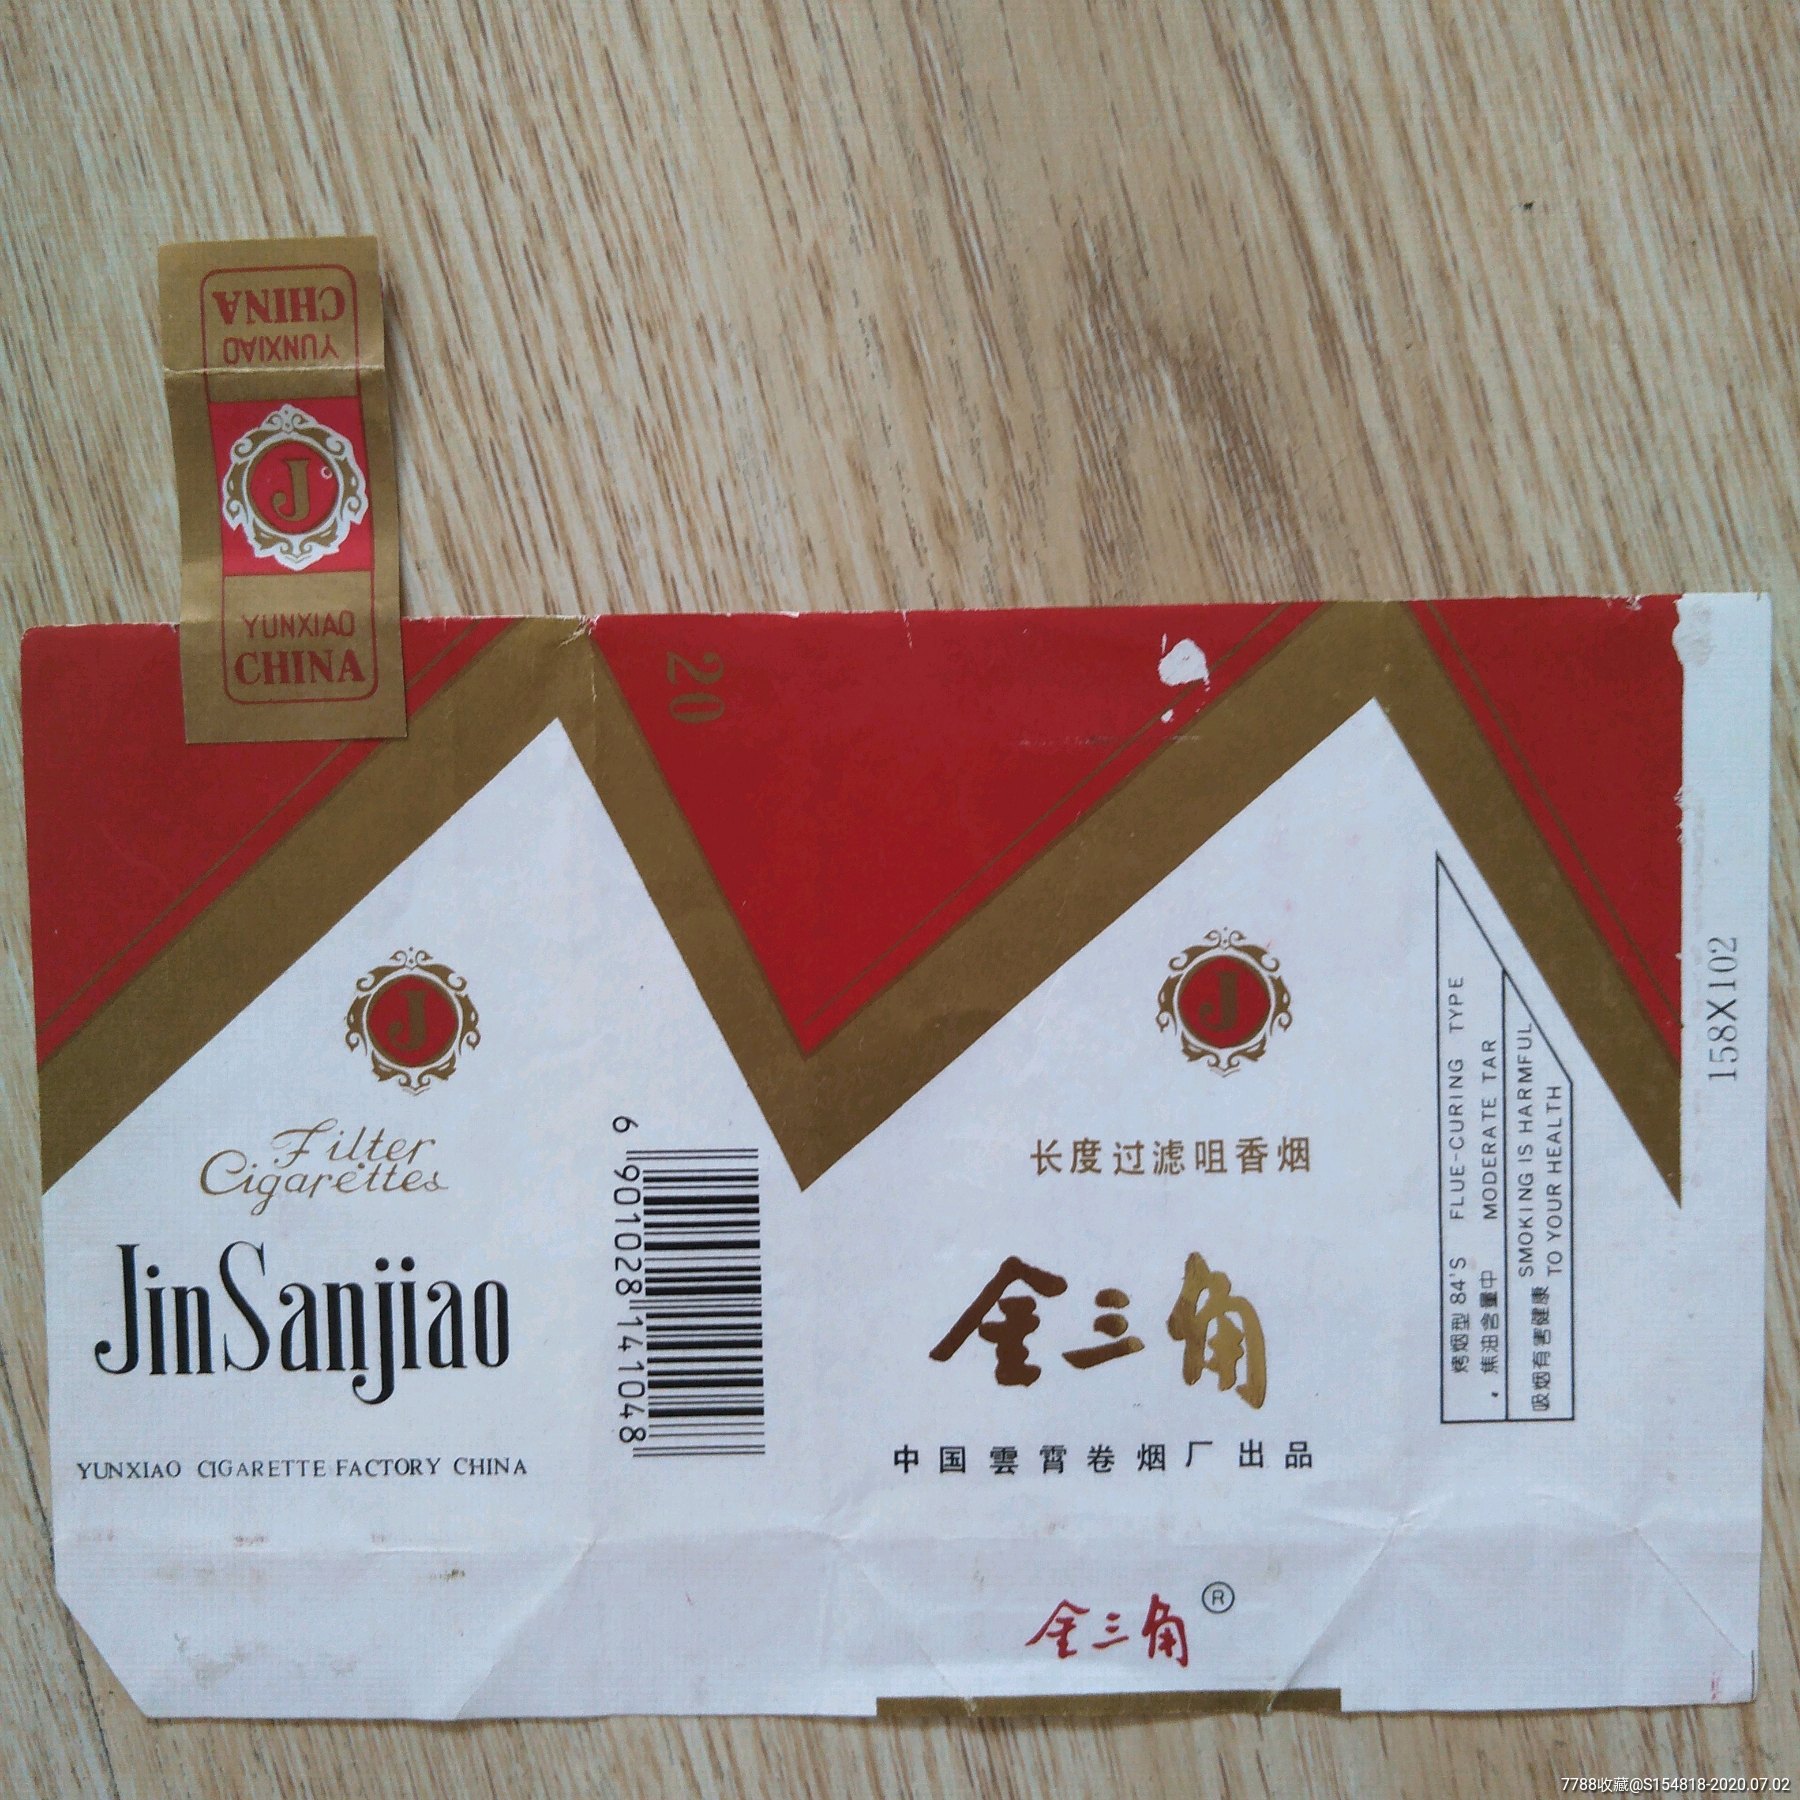 CHINA
YUNXIAO
J
YUNXIAO
CHINA
20
J
Filter
Cigarettes
JinSanjiao
YUNXIAO CIGARETTE FACTORY CHINA
6 901028 141048
J
长度过滤咀香烟
金三角
中国雲霄卷烟厂出品
烤烟型 84'S FLUE-CURING TYPE
焦油含量中 MODERATE TAR
吸烟有害健康 SMOKING IS HARMFUL
TO YOUR HEALTH
158X102
金三角®
7788收藏@S154818-2020.07.02